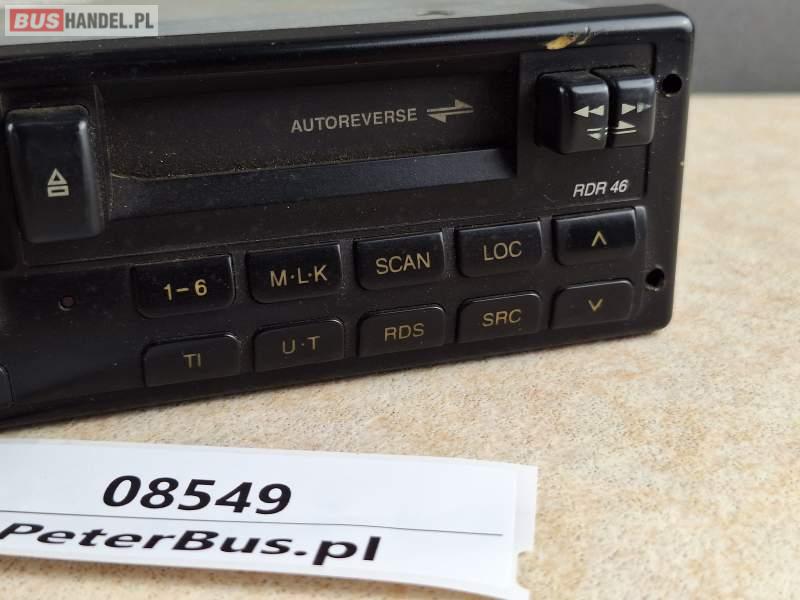 BUSHANDEL.PL
AUTOREVERSE
RDR 46
1-6 M·L·K SCAN LOC
TI U·T RDS SRC
08549
PeterBus.pl